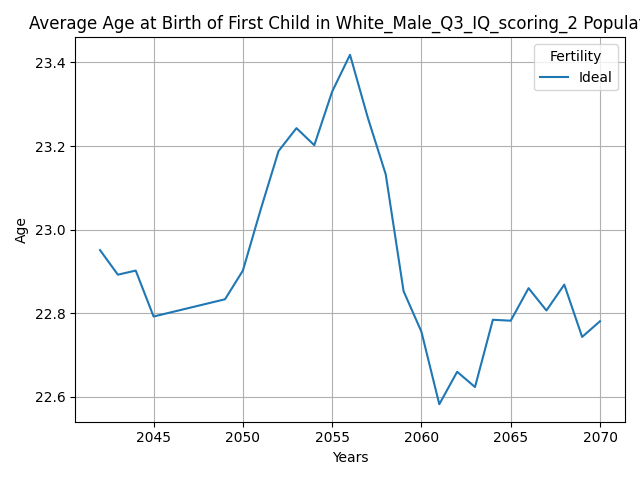 Average Age at Birth of First Child in White_Male_Q3_IQ_scoring_2 Populat
Fertility
Ideal
23.4
23.2
23.0
22.8
22.6
Age
2045 2050 2055 2060 2065 2070
Years